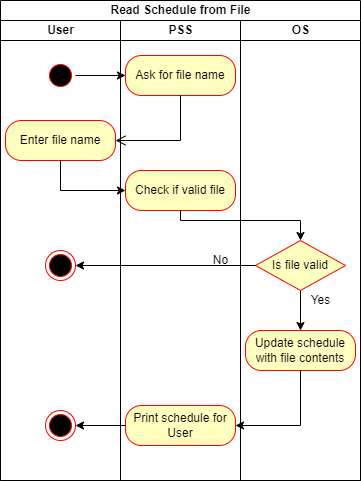 Read Schedule from File
User
PSS
OS
Ask for file name
Enter file name
Check if valid file
No
Is file valid
Yes
Update schedule
with file contents
Print schedule for
User